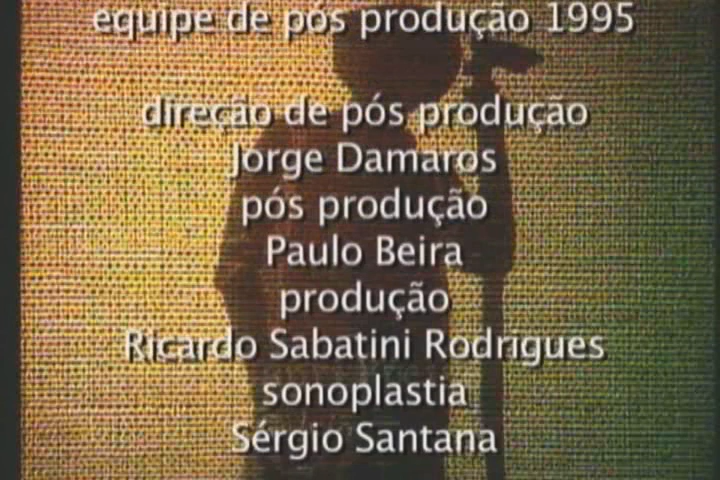 equipe de pós produção 1995
direção de pós produção
Jorge Damaros
pós produção
Paulo Beira
produção
Ricardo Sabatini Rodrigues
sonoplastia
Sérgio Santana